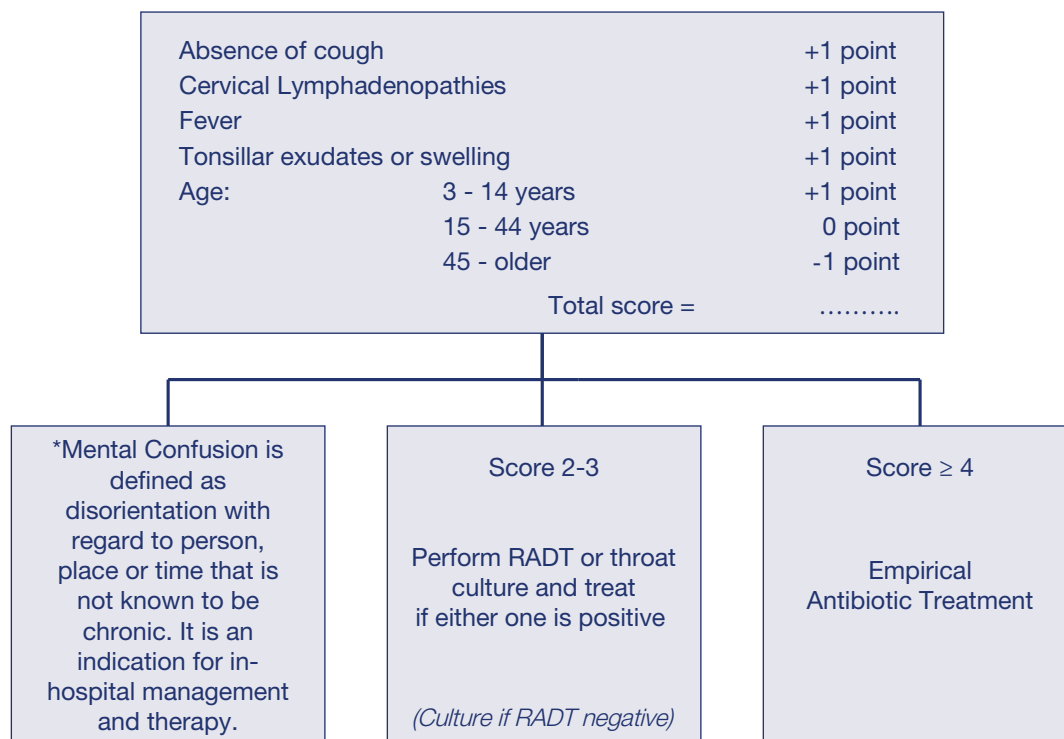 Absence of cough +1 point
Cervical Lymphadenopathies +1 point
Fever +1 point
Tonsillar exudates or swelling +1 point
Age: 3 - 14 years +1 point
15 - 44 years 0 point
45 - older -1 point
Total score = ……….
*Mental Confusion is
defined as
disorientation with
regard to person,
place or time that is
not known to be
chronic. It is an
indication for in-
hospital management
and therapy.
Score 2-3
Perform RADT or throat
culture and treat
if either one is positive
(Culture if RADT negative)
Score ≥ 4
Empirical
Antibiotic Treatment